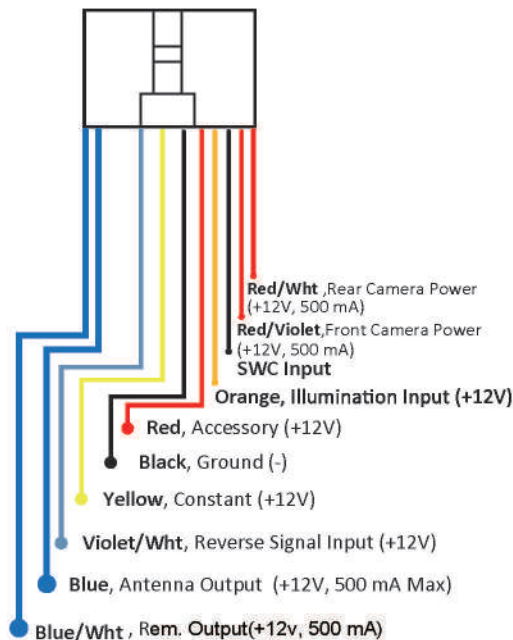 Red/Wht ,Rear Camera Power
(+12V, 500 mA)
Red/Violet,Front Camera Power
(+12V, 500 mA)
SWC Input
Orange, Illumination Input (+12V)
Red, Accessory (+12V)
Black, Ground (-)
Yellow, Constant (+12V)
Violet/Wht, Reverse Signal Input (+12V)
Blue, Antenna Output (+12V, 500 mA Max)
Blue/Wht , Rem. Output(+12v, 500 mA)